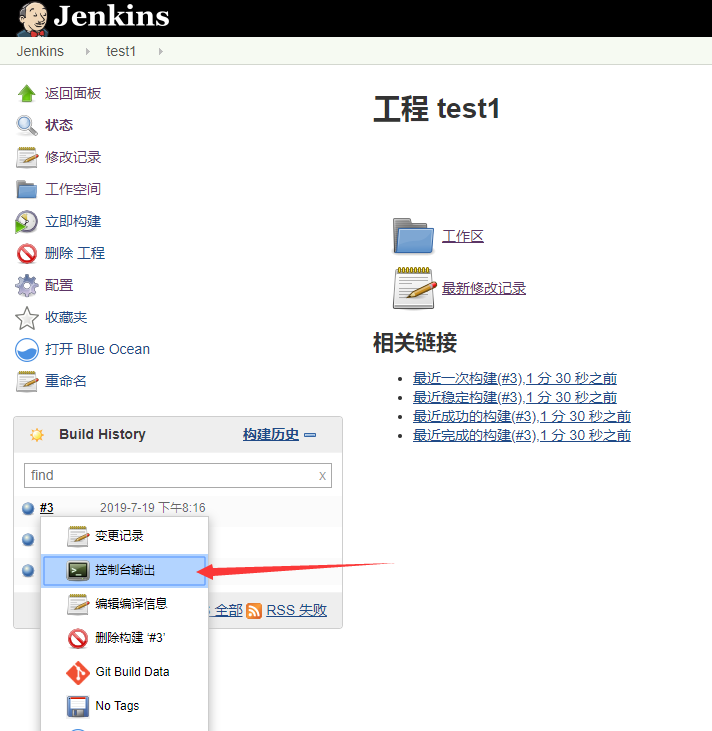 Jenkins
Jenkins test1
返回面板
状态
修改记录
工作空间
立即构建
删除 工程
配置
收藏夹
打开 Blue Ocean
重命名
工程 test1
工作区
最新修改记录
相关链接
最近一次构建(#3),1 分 30 秒之前
最近稳定构建(#3),1 分 30 秒之前
最近成功的构建(#3),1 分 30 秒之前
最近完成的构建(#3),1 分 30 秒之前
Build History 构建历史
find x
#3 2019-7-19 下午8:16
变更记录
控制台输出
编辑编译信息
全部 RSS 失败
删除构建 ‘#3’
Git Build Data
No Tags